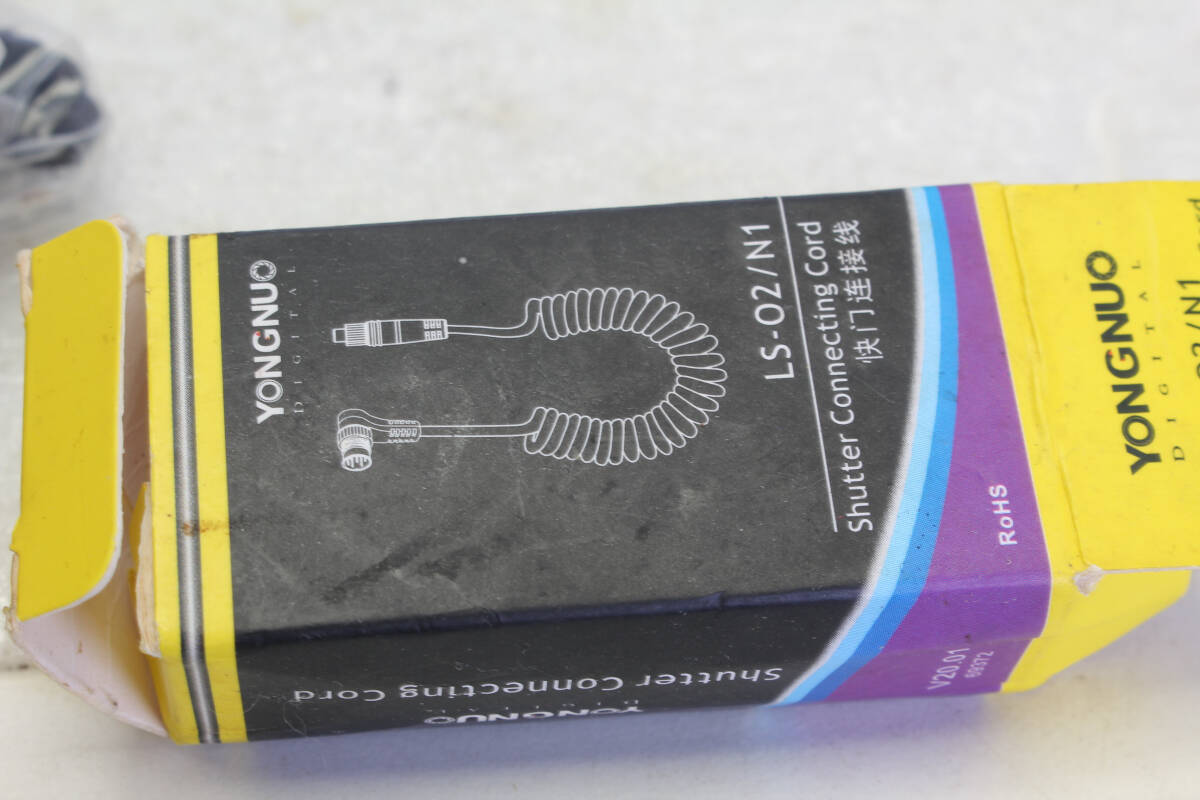 YONGNUO
DIGITAL
LS-02/N1
Shutter Connecting Cord
快门连接线
RoHS
V20.01
69372
Shutter Connecting Cord
YONGNUO
DIGITAL
YONGNUO
DIGITAL